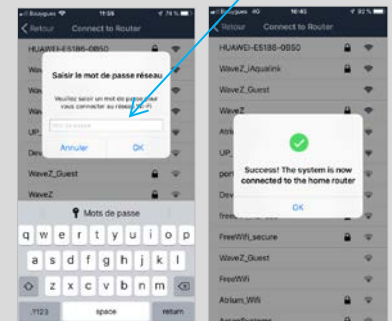 Bouygues 11:56 74 %
Retour Connect to Router
HUAWEI-E5186-0B50
Saisir le mot de passe réseau
Veuillez saisir un mot de passe pour
vous connecter au réseau Wi-Fi
Mot de passe
Annuler OK
WaveZ_Guest
WaveZ
Mots de passe
q w e r t y u i o p
a s d f g h j k l
z x c v b n m
.?123 space return
Bouygues 4G 16:45 92 %
Retour Connect to Router
HUAWEI-E5186-0B50
WaveZ_iAqualink
WaveZ_Guest
WaveZ
Success! The system is now
connected to the home router
OK
FreeWifi_secure
WaveZ_Guest
FreeWifi
Atrium_Wifi